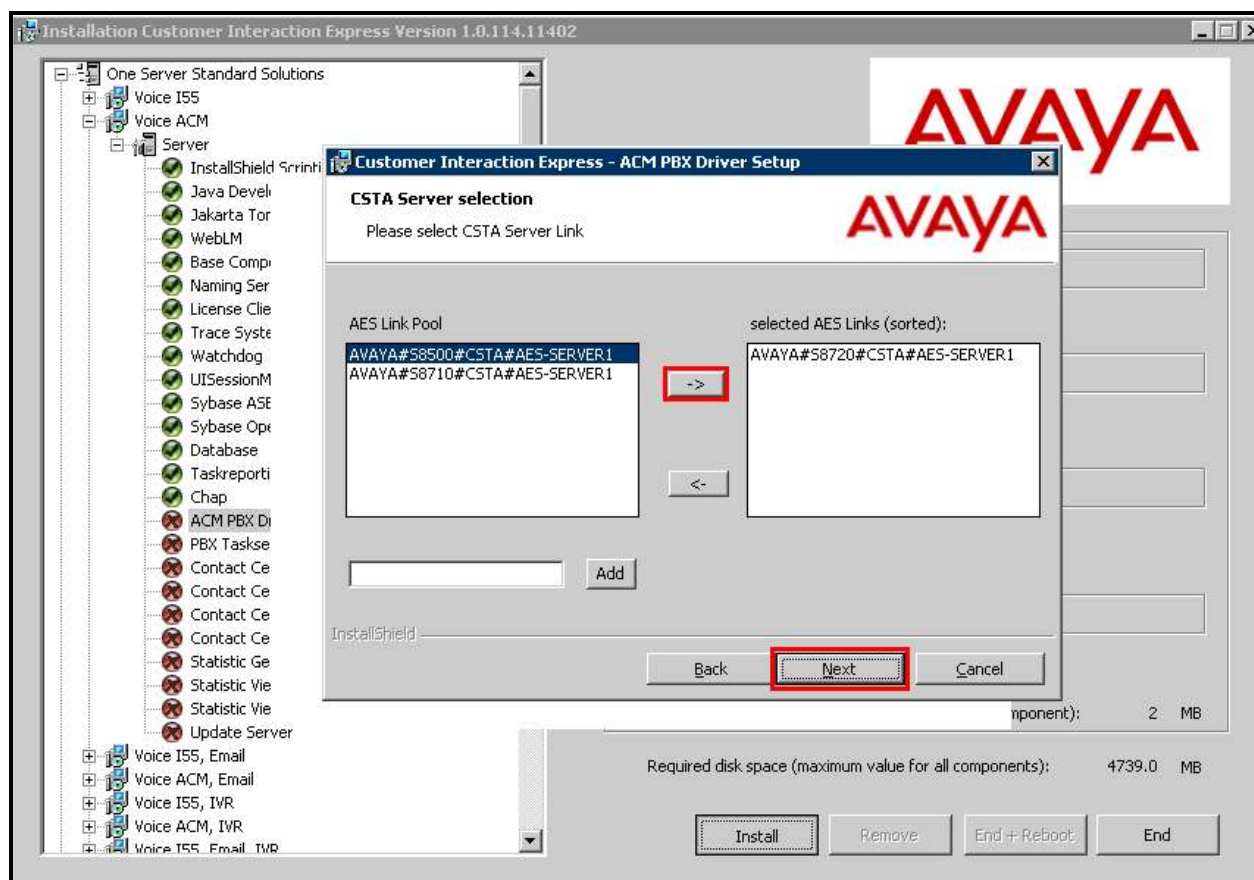 Installation Customer Interaction Express Version 1.0.114.11402
One Server Standard Solutions
Voice I55
Voice ACM
Server
InstallShield Scripti
Java Devel
Jakarta Tor
WebLM
Base Comp
Naming Ser
License Clie
Trace Syste
Watchdog
UISessionM
Sybase ASE
Sybase Ope
Database
Taskreporti
Chap
ACM PBX Dr
PBX Taskse
Contact Ce
Contact Ce
Contact Ce
Contact Ce
Statistic Ge
Statistic Vie
Statistic Vie
Update Server
Voice I55, Email
Voice ACM, Email
Voice I55, IVR
Voice ACM, IVR
Voice I55, Email, IVR
AVAYA
Customer Interaction Express - ACM PBX Driver Setup
CSTA Server selection
Please select CSTA Server Link
AVAYA
AES Link Pool
AVAYA#S8500#CSTA#AES-SERVER1
AVAYA#S8710#CSTA#AES-SERVER1
->
<-
selected AES Links (sorted):
AVAYA#S8720#CSTA#AES-SERVER1
Add
InstallShield
Back Next Cancel
mponent): 2 MB
Required disk space (maximum value for all components): 4739.0 MB
Install Remove End + Reboot End